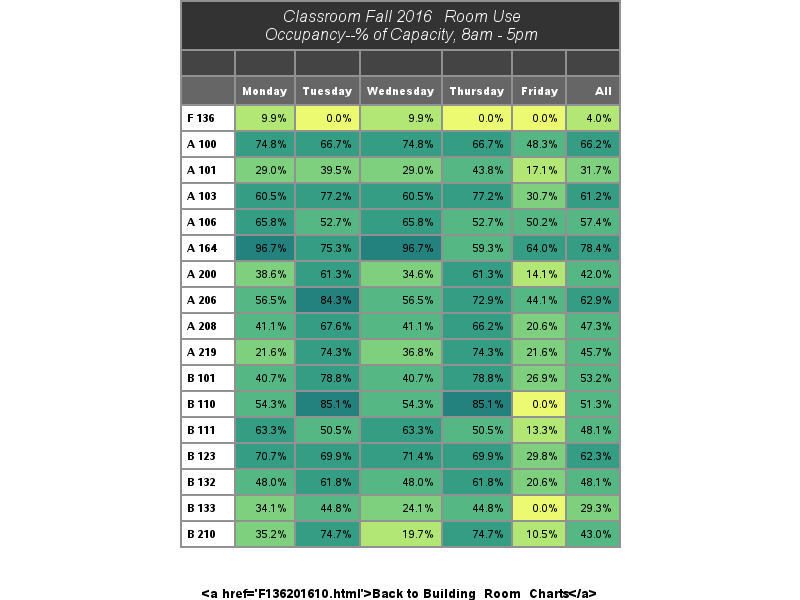 Classroom Fall 2016   Room Use
Occupancy--% of Capacity, 8am - 5pm
Monday Tuesday Wednesday Thursday Friday All
F 136 9.9% 0.0% 9.9% 0.0% 0.0% 4.0%
A 100 74.8% 66.7% 74.8% 66.7% 48.3% 66.2%
A 101 29.0% 39.5% 29.0% 43.8% 17.1% 31.7%
A 103 60.5% 77.2% 60.5% 77.2% 30.7% 61.2%
A 106 65.8% 52.7% 65.8% 52.7% 50.2% 57.4%
A 164 96.7% 75.3% 96.7% 59.3% 64.0% 78.4%
A 200 38.6% 61.3% 34.6% 61.3% 14.1% 42.0%
A 206 56.5% 84.3% 56.5% 72.9% 44.1% 62.9%
A 208 41.1% 67.6% 41.1% 66.2% 20.6% 47.3%
A 219 21.6% 74.3% 36.8% 74.3% 21.6% 45.7%
B 101 40.7% 78.8% 40.7% 78.8% 26.9% 53.2%
B 110 54.3% 85.1% 54.3% 85.1% 0.0% 51.3%
B 111 63.3% 50.5% 63.3% 50.5% 13.3% 48.1%
B 123 70.7% 69.9% 71.4% 69.9% 29.8% 62.3%
B 132 48.0% 61.8% 48.0% 61.8% 20.6% 48.1%
B 133 34.1% 44.8% 24.1% 44.8% 0.0% 29.3%
B 210 35.2% 74.7% 19.7% 74.7% 10.5% 43.0%
<a href='F136201610.html'>Back to Building_Room_Charts</a>